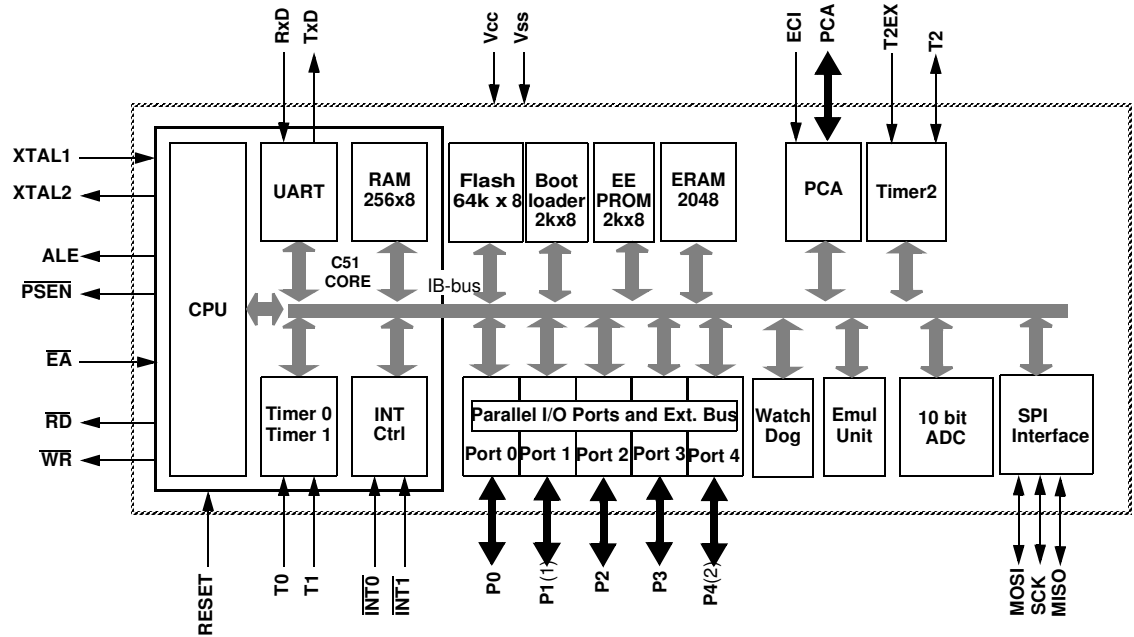 RxD
TxD
Vcc
Vss
ECI
PCA
T2EX
T2
XTAL1
XTAL2
ALE
PSEN
EA
RD
WR
CPU
UART
RAM
256x8
Flash
64k x 8
Boot
loader
2kx8
EE
PROM
2kx8
ERAM
2048
PCA
Timer2
C51
CORE
IB-bus
Timer 0
Timer 1
INT
Ctrl
Parallel I/O Ports and Ext. Bus
Port 0
Port 1
Port 2
Port 3
Port 4
Watch
Dog
Emul
Unit
10 bit
ADC
SPI
Interface
RESET
T0
T1
INT0
INT1
P0
P1(1)
P2
P3
P4(2)
MOSI
SCK
MISO